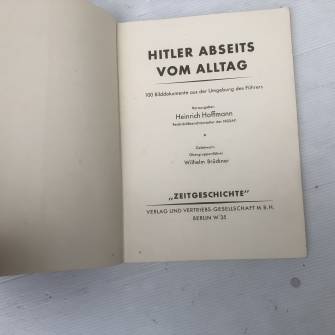 HITLER ABSEITS
VOM ALLTAG
100 Bilddokumente aus der Umgebung des Führers
Herausgeber:
Heinrich Hoffmann
Reichsbildberichterstatter der NSDAP
Geleitwort:
Obergruppenführer
Wilhelm Brückner
„ZEITGESCHICHTE"
VERLAG UND VERTRIEBS-GESELLSCHAFT M B.H.
BERLIN W 35